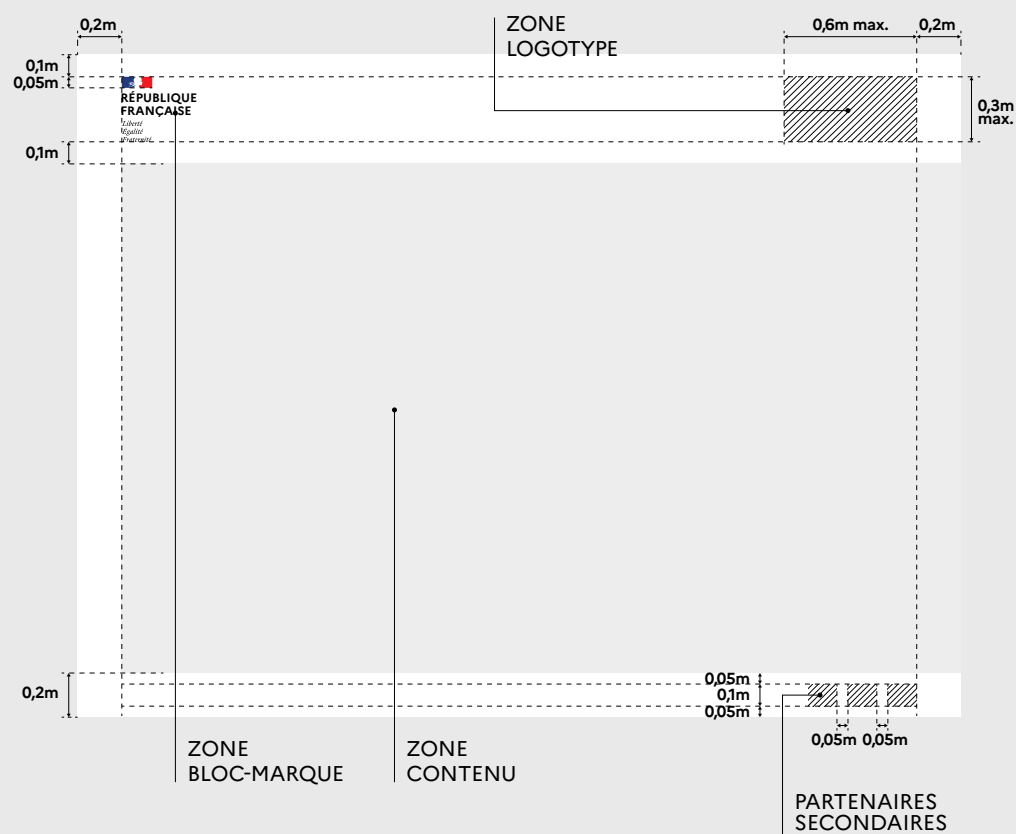 0,2m
ZONE
LOGOTYPE
0,6m max.
0,2m
0,1m
0,05m
RÉPUBLIQUE
FRANÇAISE
Liberté
Égalité
Fraternité
0,3m
max.
0,1m
0,2m
0,05m
0,1m
0,05m
0,05m
0,05m
ZONE
BLOC-MARQUE
ZONE
CONTENU
PARTENAIRES
SECONDAIRES